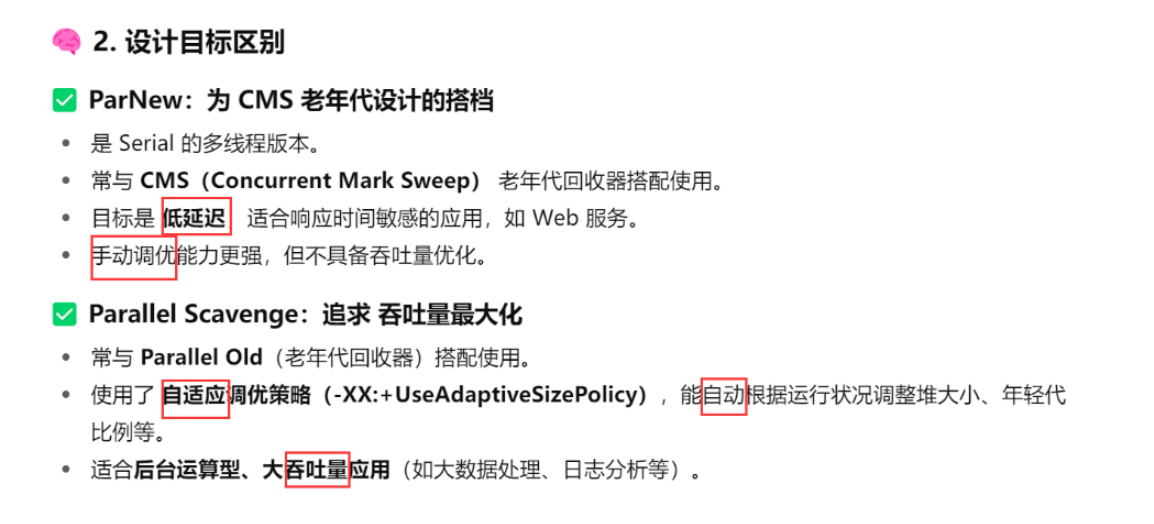 2. 设计目标区别
ParNew：为 CMS 老年代设计的搭档
是 Serial 的多线程版本。
常与 CMS（Concurrent Mark Sweep） 老年代回收器搭配使用。
目标是 低延迟 适合响应时间敏感的应用，如 Web 服务。
手动调优能力更强，但不具备吞吐量优化。
Parallel Scavenge：追求 吞吐量最大化
常与 Parallel Old（老年代回收器）搭配使用。
使用了 自适应调优策略（-XX:+UseAdaptiveSizePolicy），能自动根据运行状况调整堆大小、年轻代
比例等。
适合后台运算型、大吞吐量应用（如大数据处理、日志分析等）。